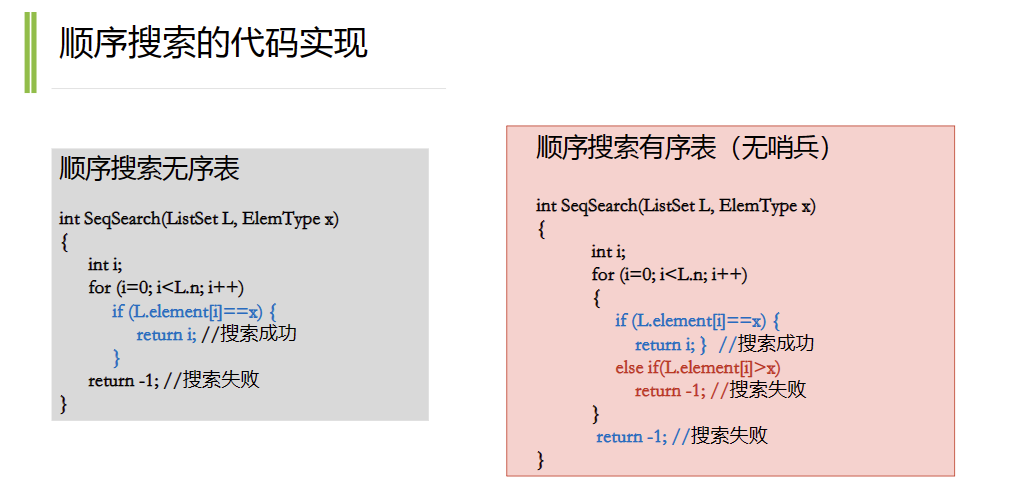 顺序搜索的代码实现
顺序搜索无序表
int SeqSearch(ListSet L, ElemType x)
{
int i;
for (i=0; i<L.n; i++)
if (L.element[i]==x) {
return i; //搜索成功
}
return -1; //搜索失败
}
顺序搜索有序表（无哨兵）
int SeqSearch(ListSet L, ElemType x)
{
int i;
for (i=0; i<L.n; i++)
{
if (L.element[i]==x) {
return i; } //搜索成功
else if(L.element[i]>x)
return -1; //搜索失败
}
return -1; //搜索失败
}